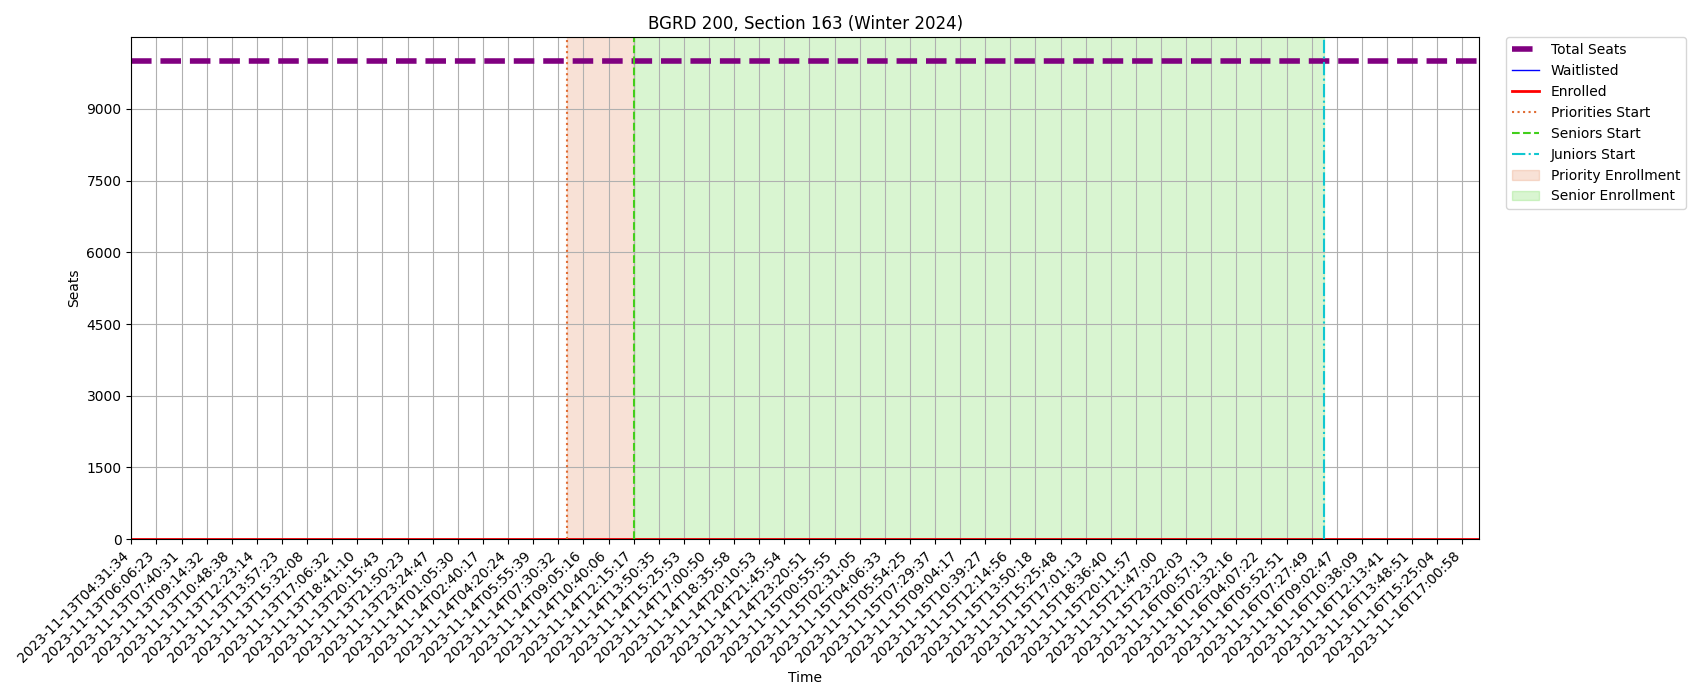 BGRD 200, Section 163 (Winter 2024)
Total Seats
Waitlisted
Enrolled
Priorities Start
Seniors Start
Juniors Start
Priority Enrollment
Senior Enrollment
Seats
9000
7500
6000
4500
3000
1500
0
2023-11-13T04:31:34
2023-11-13T06:06:23
2023-11-13T07:40:31
2023-11-13T09:14:32
2023-11-13T10:48:38
2023-11-13T12:23:14
2023-11-13T13:57:23
2023-11-13T15:32:08
2023-11-13T17:06:32
2023-11-13T18:41:10
2023-11-13T20:15:43
2023-11-13T21:50:23
2023-11-13T23:24:47
2023-11-14T01:05:30
2023-11-14T02:40:17
2023-11-14T04:20:24
2023-11-14T05:55:39
2023-11-14T07:30:32
2023-11-14T09:05:16
2023-11-14T10:40:06
2023-11-14T12:15:17
2023-11-14T13:50:35
2023-11-14T15:25:53
2023-11-14T17:00:50
2023-11-14T18:35:58
2023-11-14T20:10:53
2023-11-14T21:45:54
2023-11-14T23:20:51
2023-11-15T00:55:55
2023-11-15T02:31:05
2023-11-15T04:06:33
2023-11-15T05:54:25
2023-11-15T07:29:37
2023-11-15T09:04:17
2023-11-15T10:39:27
2023-11-15T12:14:56
2023-11-15T13:50:18
2023-11-15T15:25:48
2023-11-15T17:01:13
2023-11-15T18:36:40
2023-11-15T20:11:57
2023-11-15T21:47:00
2023-11-15T23:22:03
2023-11-16T00:57:13
2023-11-16T02:32:16
2023-11-16T04:07:22
2023-11-16T05:52:51
2023-11-16T07:27:49
2023-11-16T09:02:47
2023-11-16T10:38:09
2023-11-16T12:13:41
2023-11-16T13:48:51
2023-11-16T15:25:04
2023-11-16T17:00:58
Time